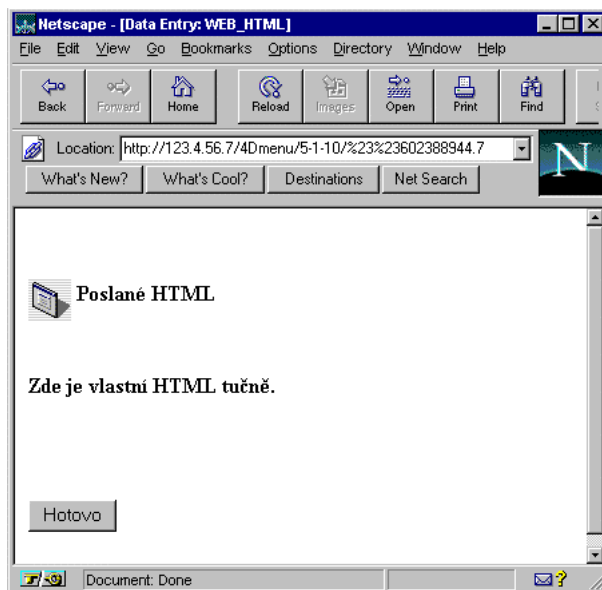 Netscape - [Data Entry: WEB_HTML]
File Edit View Go Bookmarks Options Directory Window Help
Back Forward Home Reload Images Open Print Find
Location: http://123.4.56.7/4Dmenu/5-1-10/%23%23602388944.7
N
What's New? What's Cool? Destinations Net Search
Poslané HTML
Zde je vlastní HTML tučně.
Hotovo
Document: Done